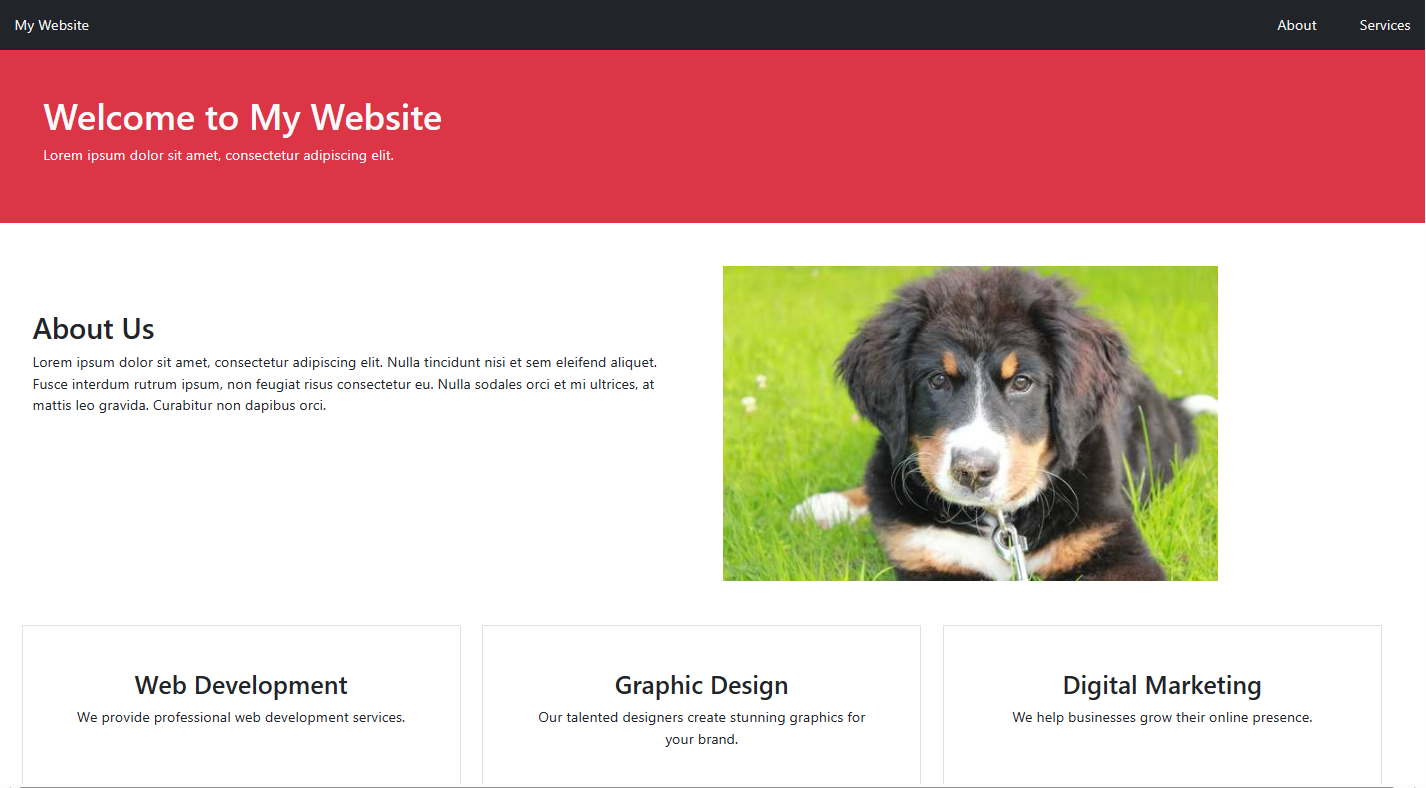 My Website
About
Services
Welcome to My Website
Lorem ipsum dolor sit amet, consectetur adipiscing elit.
About Us
Lorem ipsum dolor sit amet, consectetur adipiscing elit. Nulla tincidunt nisi et sem eleifend aliquet.
Fusce interdum rutrum ipsum, non feugiat risus consectetur eu. Nulla sodales orci et mi ultrices, at
mattis leo gravida. Curabitur non dapibus orci.
Web Development
We provide professional web development services.
Graphic Design
Our talented designers create stunning graphics for
your brand.
Digital Marketing
We help businesses grow their online presence.